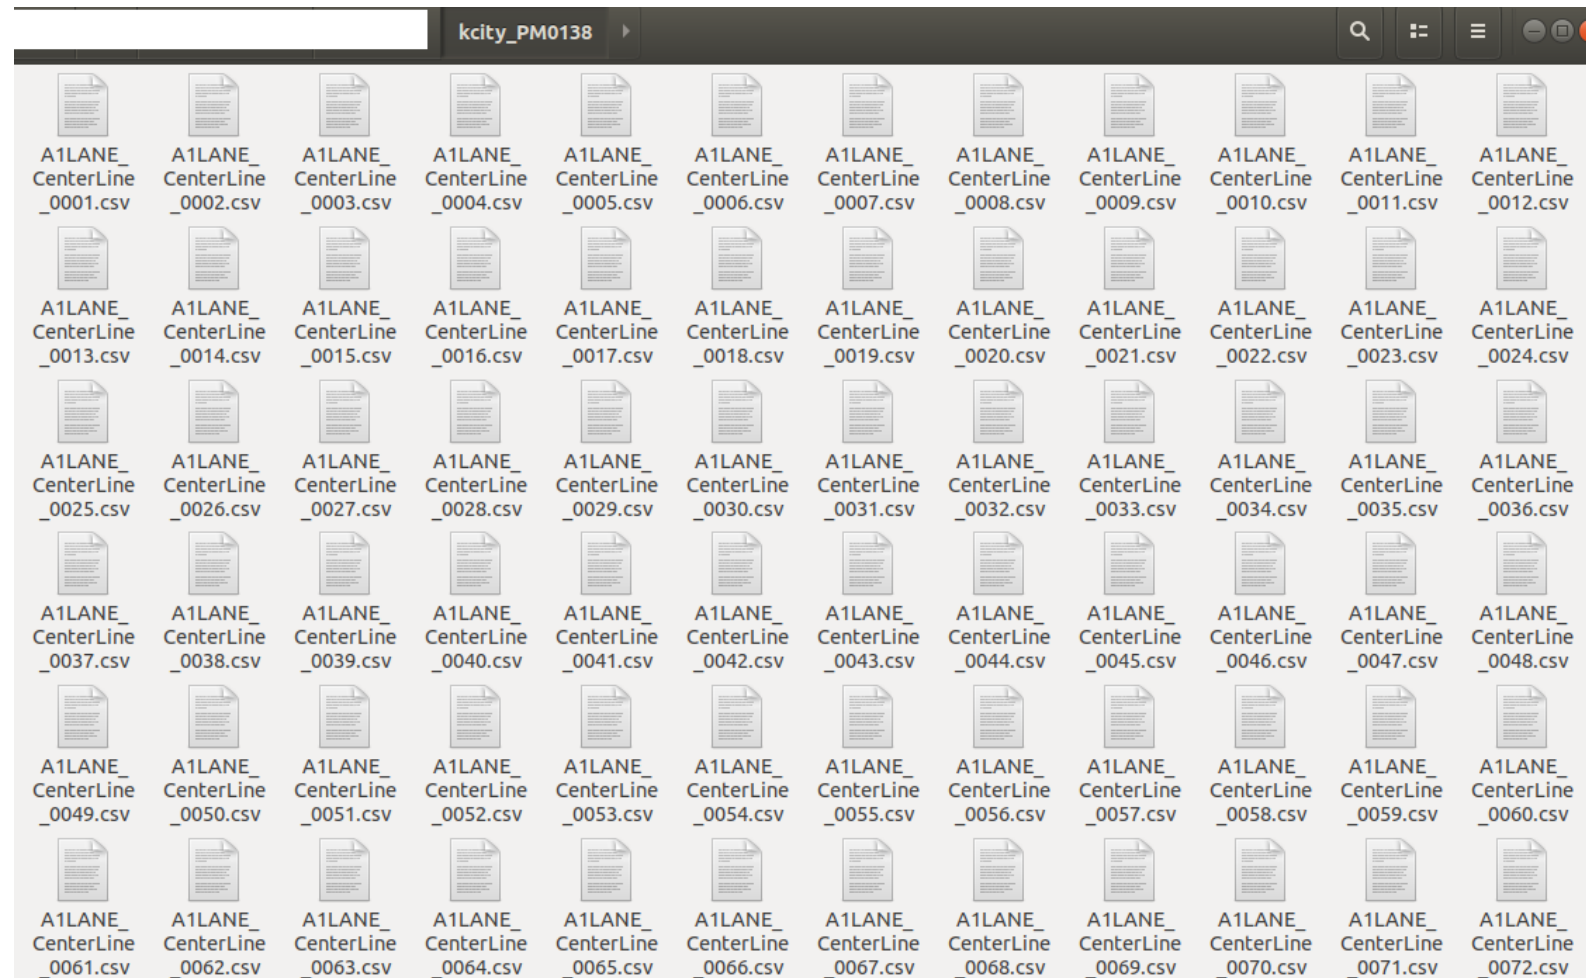 kcity_PM0138
A1LANE_ A1LANE_ A1LANE_ A1LANE_ A1LANE_ A1LANE_ A1LANE_ A1LANE_ A1LANE_ A1LANE_ A1LANE_ A1LANE_
CenterLine CenterLine CenterLine CenterLine CenterLine CenterLine CenterLine CenterLine CenterLine CenterLine CenterLine CenterLine
_0001.csv _0002.csv _0003.csv _0004.csv _0005.csv _0006.csv _0007.csv _0008.csv _0009.csv _0010.csv _0011.csv _0012.csv
A1LANE_ A1LANE_ A1LANE_ A1LANE_ A1LANE_ A1LANE_ A1LANE_ A1LANE_ A1LANE_ A1LANE_ A1LANE_ A1LANE_
CenterLine CenterLine CenterLine CenterLine CenterLine CenterLine CenterLine CenterLine CenterLine CenterLine CenterLine CenterLine
_0013.csv _0014.csv _0015.csv _0016.csv _0017.csv _0018.csv _0019.csv _0020.csv _0021.csv _0022.csv _0023.csv _0024.csv
A1LANE_ A1LANE_ A1LANE_ A1LANE_ A1LANE_ A1LANE_ A1LANE_ A1LANE_ A1LANE_ A1LANE_ A1LANE_ A1LANE_
CenterLine CenterLine CenterLine CenterLine CenterLine CenterLine CenterLine CenterLine CenterLine CenterLine CenterLine CenterLine
_0025.csv _0026.csv _0027.csv _0028.csv _0029.csv _0030.csv _0031.csv _0032.csv _0033.csv _0034.csv _0035.csv _0036.csv
A1LANE_ A1LANE_ A1LANE_ A1LANE_ A1LANE_ A1LANE_ A1LANE_ A1LANE_ A1LANE_ A1LANE_ A1LANE_ A1LANE_
CenterLine CenterLine CenterLine CenterLine CenterLine CenterLine CenterLine CenterLine CenterLine CenterLine CenterLine CenterLine
_0037.csv _0038.csv _0039.csv _0040.csv _0041.csv _0042.csv _0043.csv _0044.csv _0045.csv _0046.csv _0047.csv _0048.csv
A1LANE_ A1LANE_ A1LANE_ A1LANE_ A1LANE_ A1LANE_ A1LANE_ A1LANE_ A1LANE_ A1LANE_ A1LANE_ A1LANE_
CenterLine CenterLine CenterLine CenterLine CenterLine CenterLine CenterLine CenterLine CenterLine CenterLine CenterLine CenterLine
_0049.csv _0050.csv _0051.csv _0052.csv _0053.csv _0054.csv _0055.csv _0056.csv _0057.csv _0058.csv _0059.csv _0060.csv
A1LANE_ A1LANE_ A1LANE_ A1LANE_ A1LANE_ A1LANE_ A1LANE_ A1LANE_ A1LANE_ A1LANE_ A1LANE_ A1LANE_
CenterLine CenterLine CenterLine CenterLine CenterLine CenterLine CenterLine CenterLine CenterLine CenterLine CenterLine CenterLine
_0061.csv _0062.csv _0063.csv _0064.csv _0065.csv _0066.csv _0067.csv _0068.csv _0069.csv _0070.csv _0071.csv _0072.csv